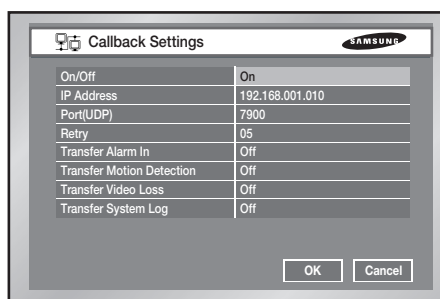 Callback Settings
SAMSUNG
On/Off On
IP Address 192.168.001.010
Port(UDP) 7900
Retry 05
Transfer Alarm In Off
Transfer Motion Detection Off
Transfer Video Loss Off
Transfer System Log Off
OK Cancel